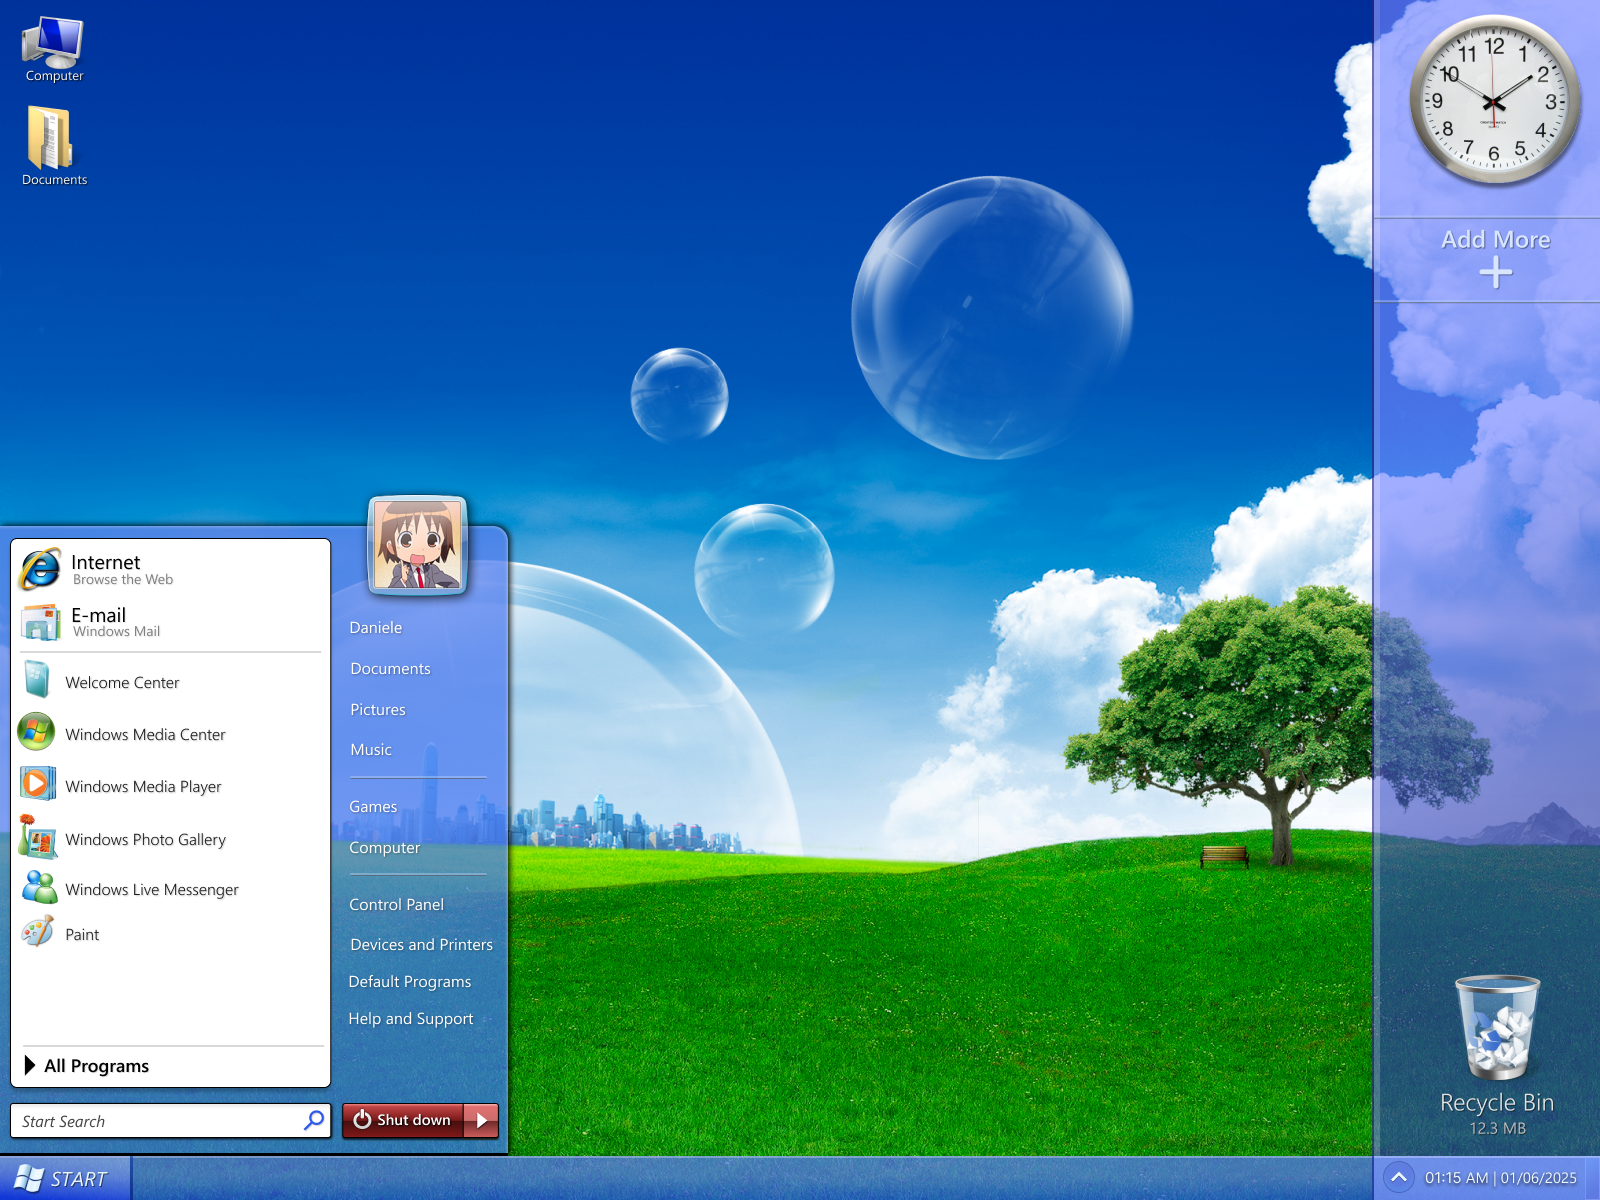 Computer
Documents
12
1
2
3
4
5
6
7
8
9
10
11
Add More
Internet
Browse the Web
E-mail
Windows Mail
Welcome Center
Windows Media Center
Windows Media Player
Windows Photo Gallery
Windows Live Messenger
Paint
All Programs
Start Search
Daniele
Documents
Pictures
Music
Games
Computer
Control Panel
Devices and Printers
Default Programs
Help and Support
Shut down
Recycle Bin
12.3 MB
START
01:15 AM | 01/06/2025